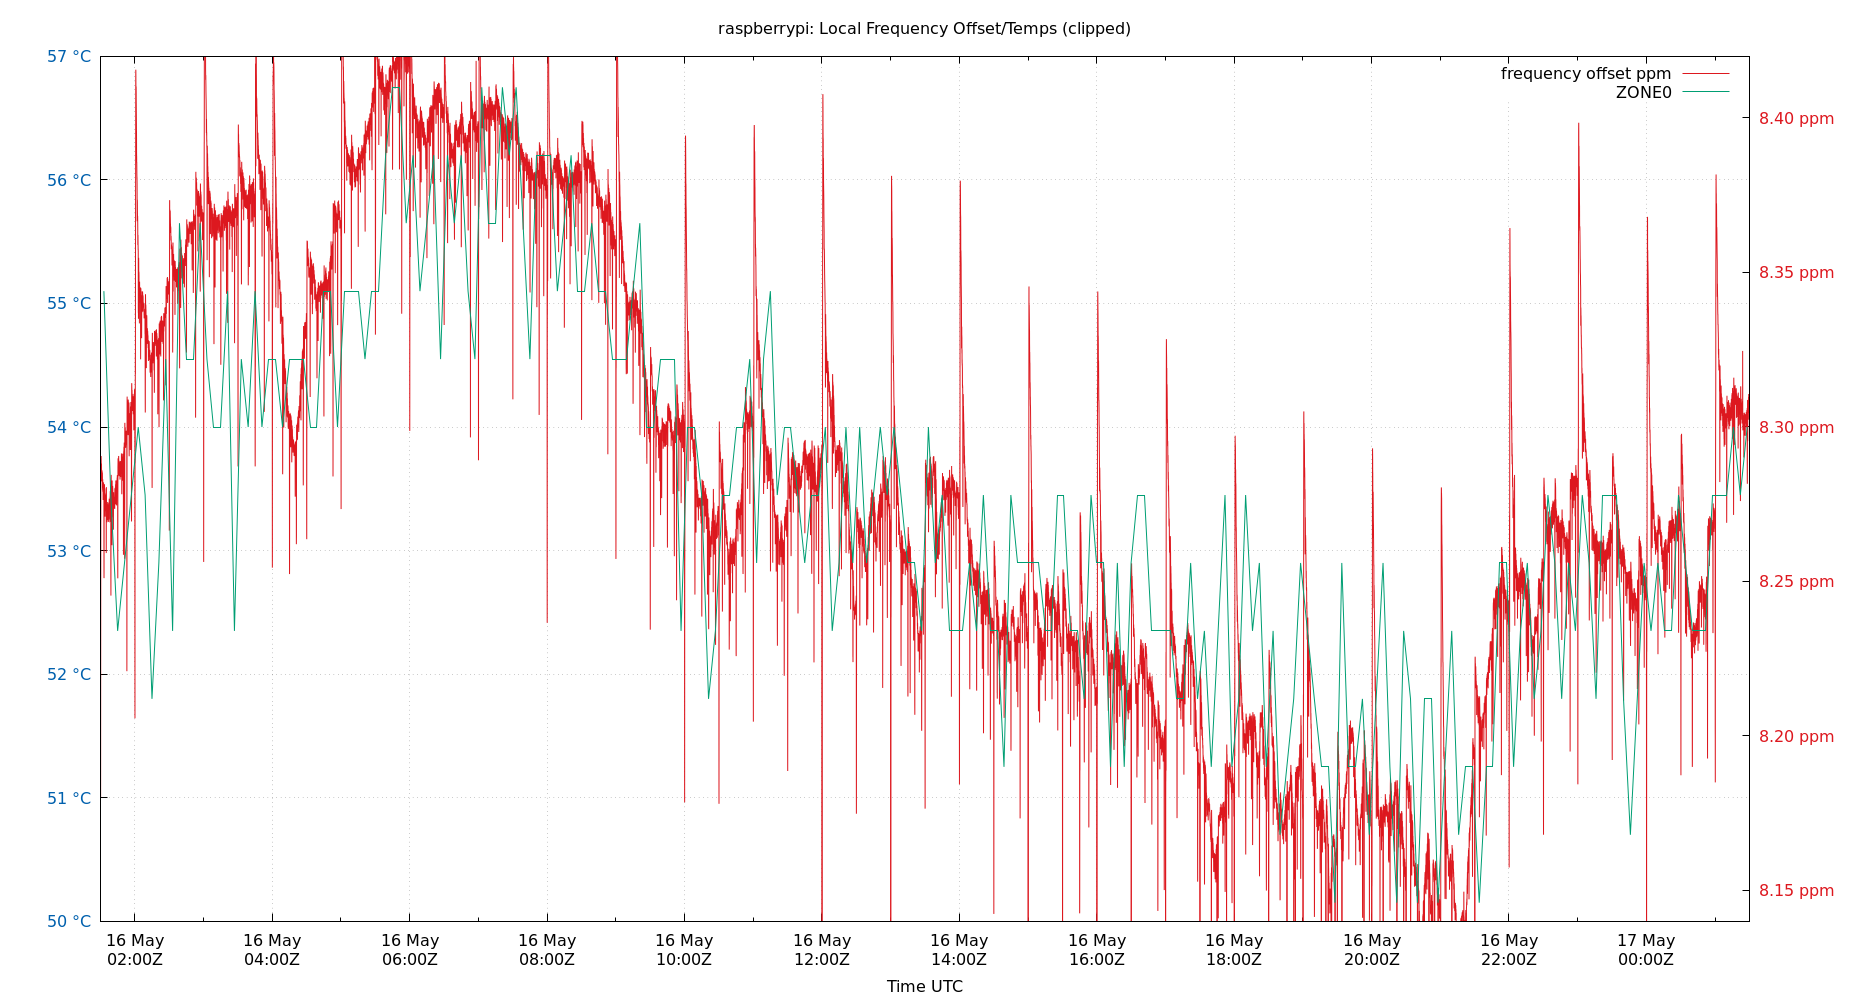 raspberrypi: Local Frequency Offset/Temps (clipped)
57 °C
frequency offset ppm
ZONE0
8.40 ppm
56 °C
8.35 ppm
55 °C
54 °C
8.30 ppm
53 °C
8.25 ppm
52 °C
8.20 ppm
51 °C
8.15 ppm
50 °C
16 May 16 May 16 May 16 May 16 May 16 May 16 May 16 May 16 May 16 May 16 May 17 May
02:00Z 04:00Z 06:00Z 08:00Z 10:00Z 12:00Z 14:00Z 16:00Z 18:00Z 20:00Z 22:00Z 00:00Z
Time UTC